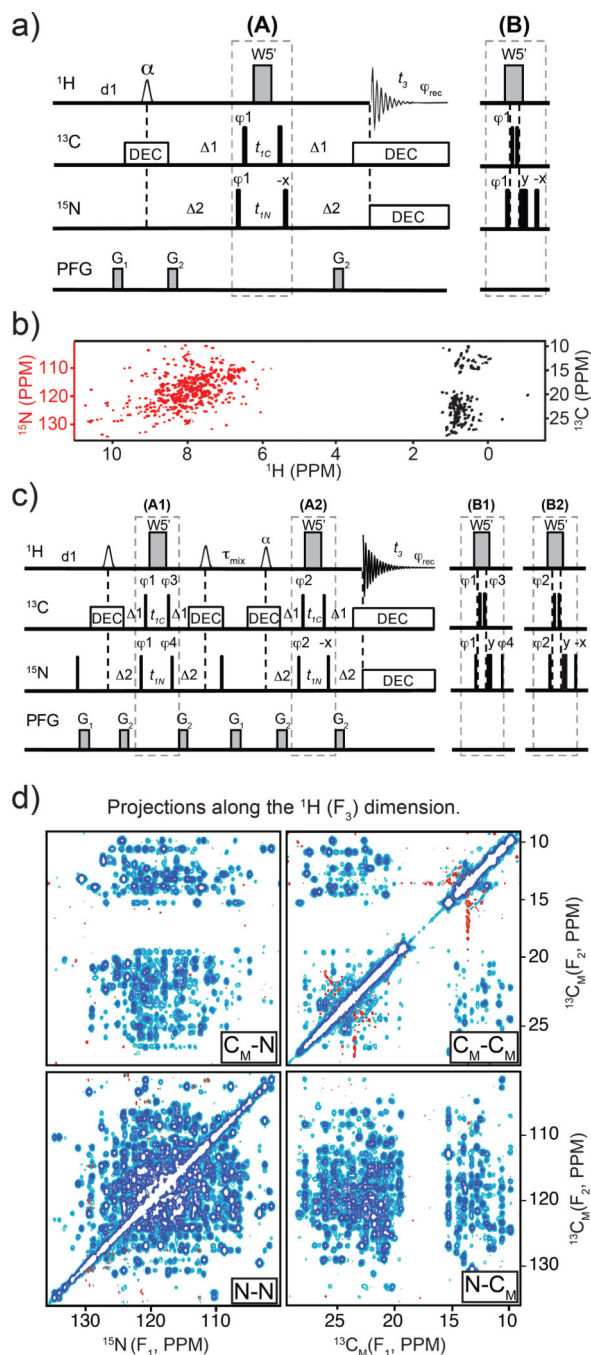 a)
(A)
(B)
W5'
W5'
¹H
d1
α
t₃
φrec
φ1
φ1
¹³C
DEC
Δ1
t1C
Δ1
DEC
φ1
-x
φ1
y
-x
¹⁵N
Δ2
t1N
Δ2
DEC
PFG
G₁
G₂
G₂
b)
¹⁵N (PPM)
110
120
130
10
15
20
25
¹³C (PPM)
10
8
6
4
2
0
¹H (PPM)
c)
(A1)
(A2)
(B1)
(B2)
W5'
W5'
W5'
W5'
¹H
d1
τmix
α
t₃
φrec
φ1
φ3
φ2
φ1
φ3
φ2
¹³C
DEC
Δ1
t1C
Δ1
DEC
DEC
Δ1
t1C
Δ1
DEC
φ1
φ4
φ2
-x
φ1
y
φ4
φ2
y
-x
¹⁵N
Δ2
t1N
Δ2
Δ2
t1N
Δ2
DEC
PFG
G₁
G₂
G₂
G₁
G₂
G₂
d)
Projections along the ¹H (F₃) dimension.
10
15
20
25
¹³CM(F₂, PPM)
CM-N
CM-CM
110
120
130
¹³CM(F₂, PPM)
N-N
N-CM
130
120
110
25
20
15
10
¹⁵N(F₁, PPM)
¹³CM(F₁, PPM)